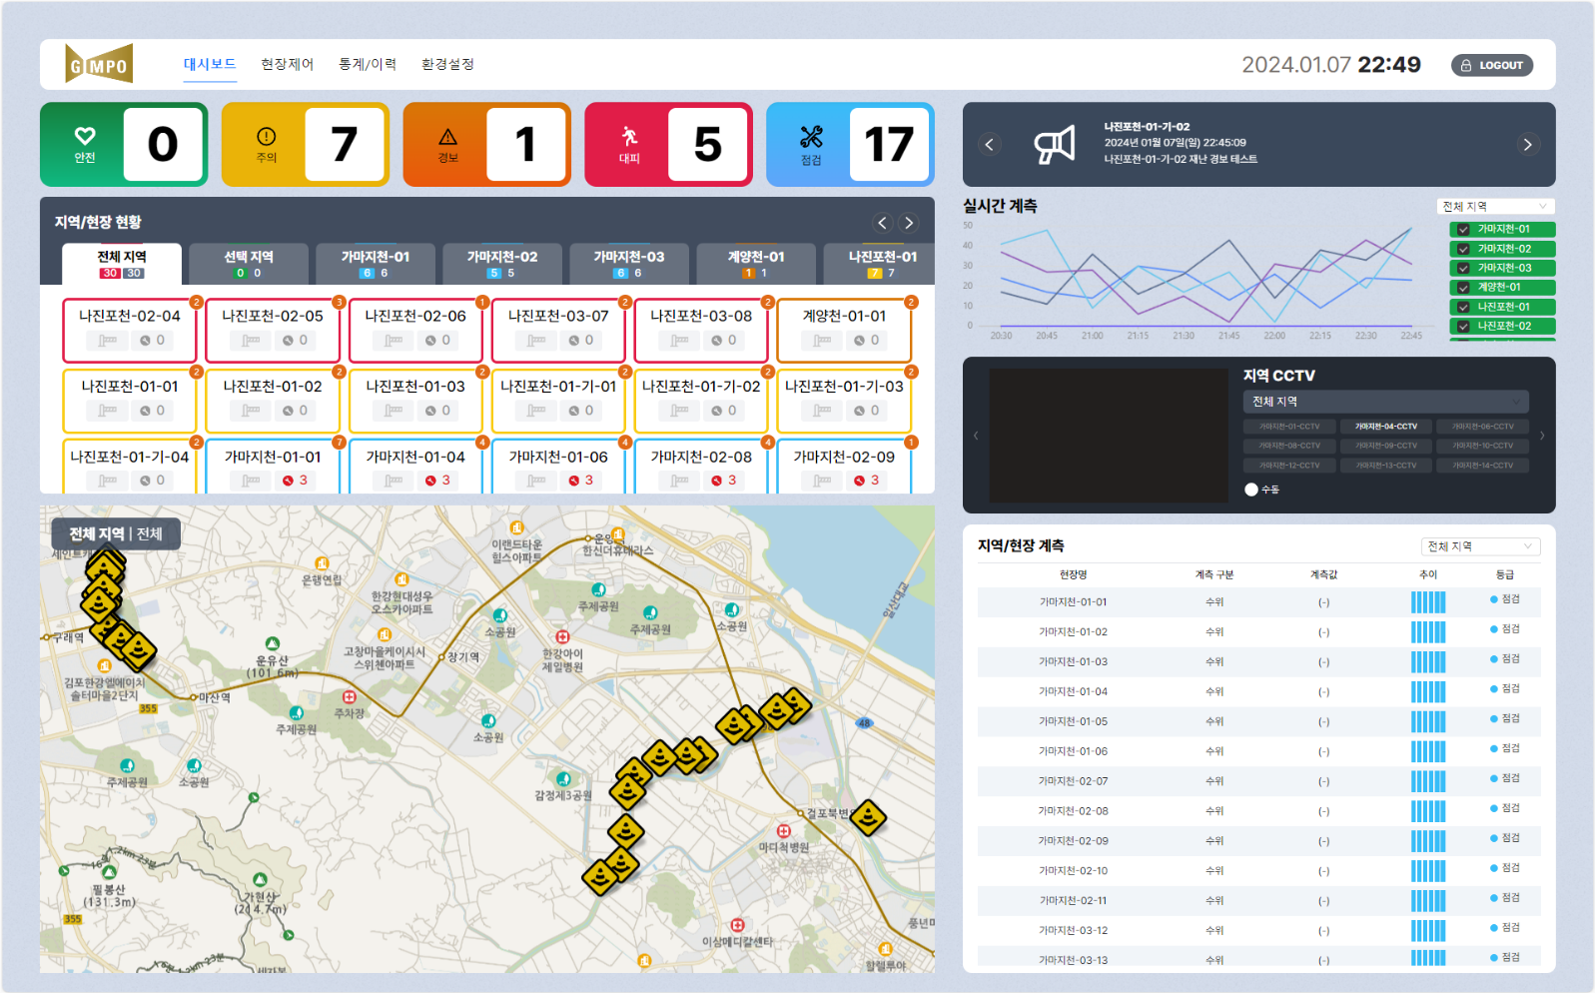 GIMPO
대시보드 현장제어 통계/이력 환경설정
2024.01.07 22:49
LOGOUT
안전 0
주의 7
경보 1
대피 5
점검 17
나진포천-01-기-02
2024년 01월 07일(일) 22:45:09
나진포천-01-기-02 재난 경보 테스트
지역/현장 현황
전체 지역 30 30
선택 지역 0 0
가마지천-01 6 6
가마지천-02 5 5
가마지천-03 6 6
계양천-01 1 1
나진포천-01 7 7
나진포천-02-04 2 0
나진포천-02-05 3 0
나진포천-02-06 1 0
나진포천-03-07 2 0
나진포천-03-08 2 0
계양천-01-01 2 0
나진포천-01-01 2 0
나진포천-01-02 2 0
나진포천-01-03 2 0
나진포천-01-기-01 2 0
나진포천-01-기-02 2 0
나진포천-01-기-03 2 0
나진포천-01-기-04 2 0
가마지천-01-01 7 3
가마지천-01-04 4 3
가마지천-01-06 4 3
가마지천-02-08 4 3
가마지천-02-09 1 3
실시간 계측
전체 지역
50
40
30
20
10
0
20:30 20:45 21:00 21:15 21:30 21:45 22:00 22:15 22:30 22:45
가마지천-01
가마지천-02
가마지천-03
계양천-01
나진포천-01
나진포천-02
지역 CCTV
전체 지역
가마지천-01-CCTV 가마지천-04-CCTV 가마지천-06-CCTV
가마지천-08-CCTV 가마지천-09-CCTV 가마지천-10-CCTV
가마지천-12-CCTV 가마지천-13-CCTV 가마지천-14-CCTV
수동
전체 지역 | 전체
구래역
김포한강엘에이치
솔터마을2단지
355
은행연립
한강현대성우
오스카아파트
이랜드타운
힐스아파트
한신더휴테라스
고창마을케이시시
스위첸아파트
운유산
(101.6m)
마산역
장기역
소공원
주제공원
주제공원
소공원
한강아이
제일병원
일산대교
주차장
주제공원
소공원
48
주제공원
소공원
감정제3공원
걸포북변
마디척병원
필봉산
(131.3m)
355
가현산
(214.7m)
이상메디칼센타
풍년마
할렐루야
지역/현장 계측
전체 지역
현장명 계측 구분 계측값 추이 등급
가마지천-01-01 수위 (-) 점검
가마지천-01-02 수위 (-) 점검
가마지천-01-03 수위 (-) 점검
가마지천-01-04 수위 (-) 점검
가마지천-01-05 수위 (-) 점검
가마지천-01-06 수위 (-) 점검
가마지천-02-07 수위 (-) 점검
가마지천-02-08 수위 (-) 점검
가마지천-02-09 수위 (-) 점검
가마지천-02-10 수위 (-) 점검
가마지천-02-11 수위 (-) 점검
가마지천-03-12 수위 (-) 점검
가마지천-03-13 수위 (-) 점검